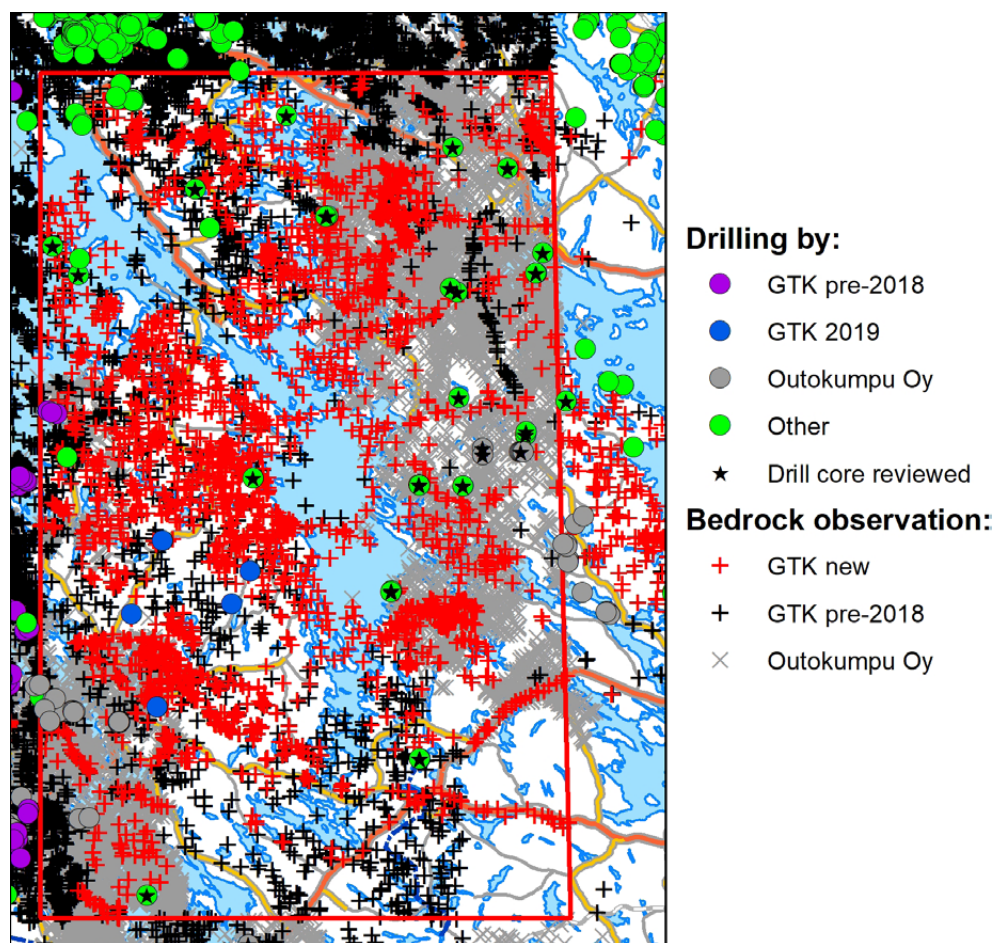 Drilling by:
GTK pre-2018
GTK 2019
Outokumpu Oy
Other
Drill core reviewed
Bedrock observation:
GTK new
GTK pre-2018
Outokumpu Oy